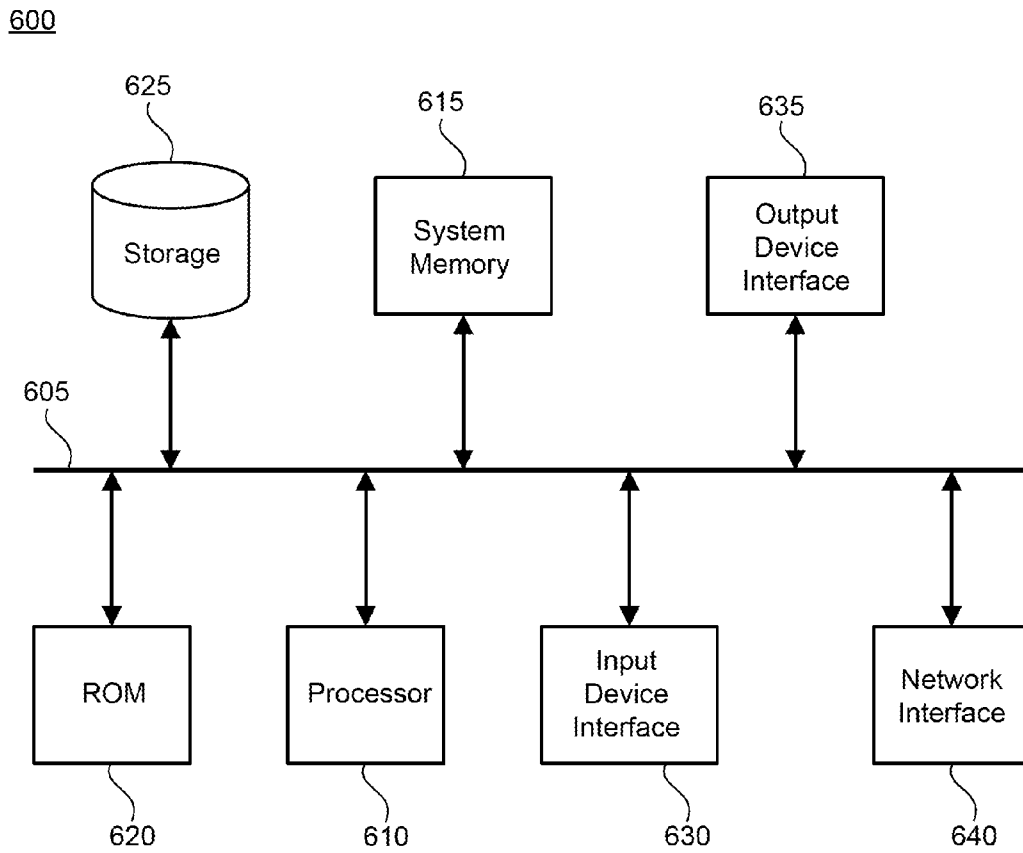 600
625
615
635
Storage
System
Memory
Output
Device
Interface
605
ROM
Processor
Input
Device
Interface
Network
Interface
620
610
630
640